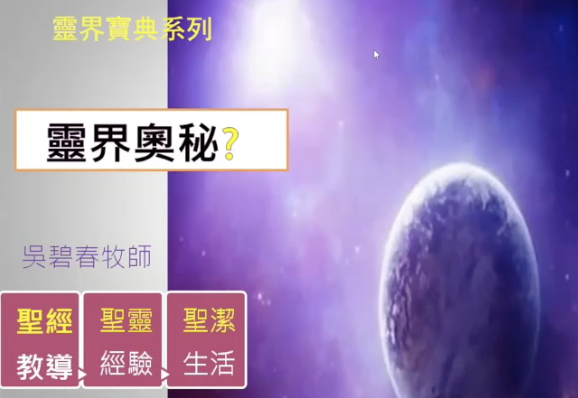 靈界寶典系列
靈界奧秘?
吳碧春牧師
聖經 聖靈 聖潔
教導 經驗 生活